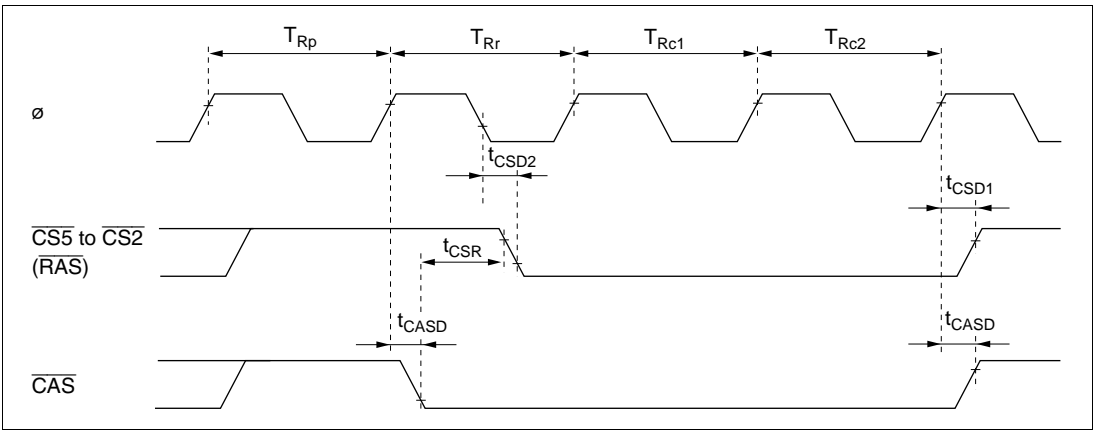 TRp TRr TRc1 TRc2
ø
tCSD2
tCSD1
CS5 to CS2
(RAS)
tCSR
tCASD tCASD
CAS